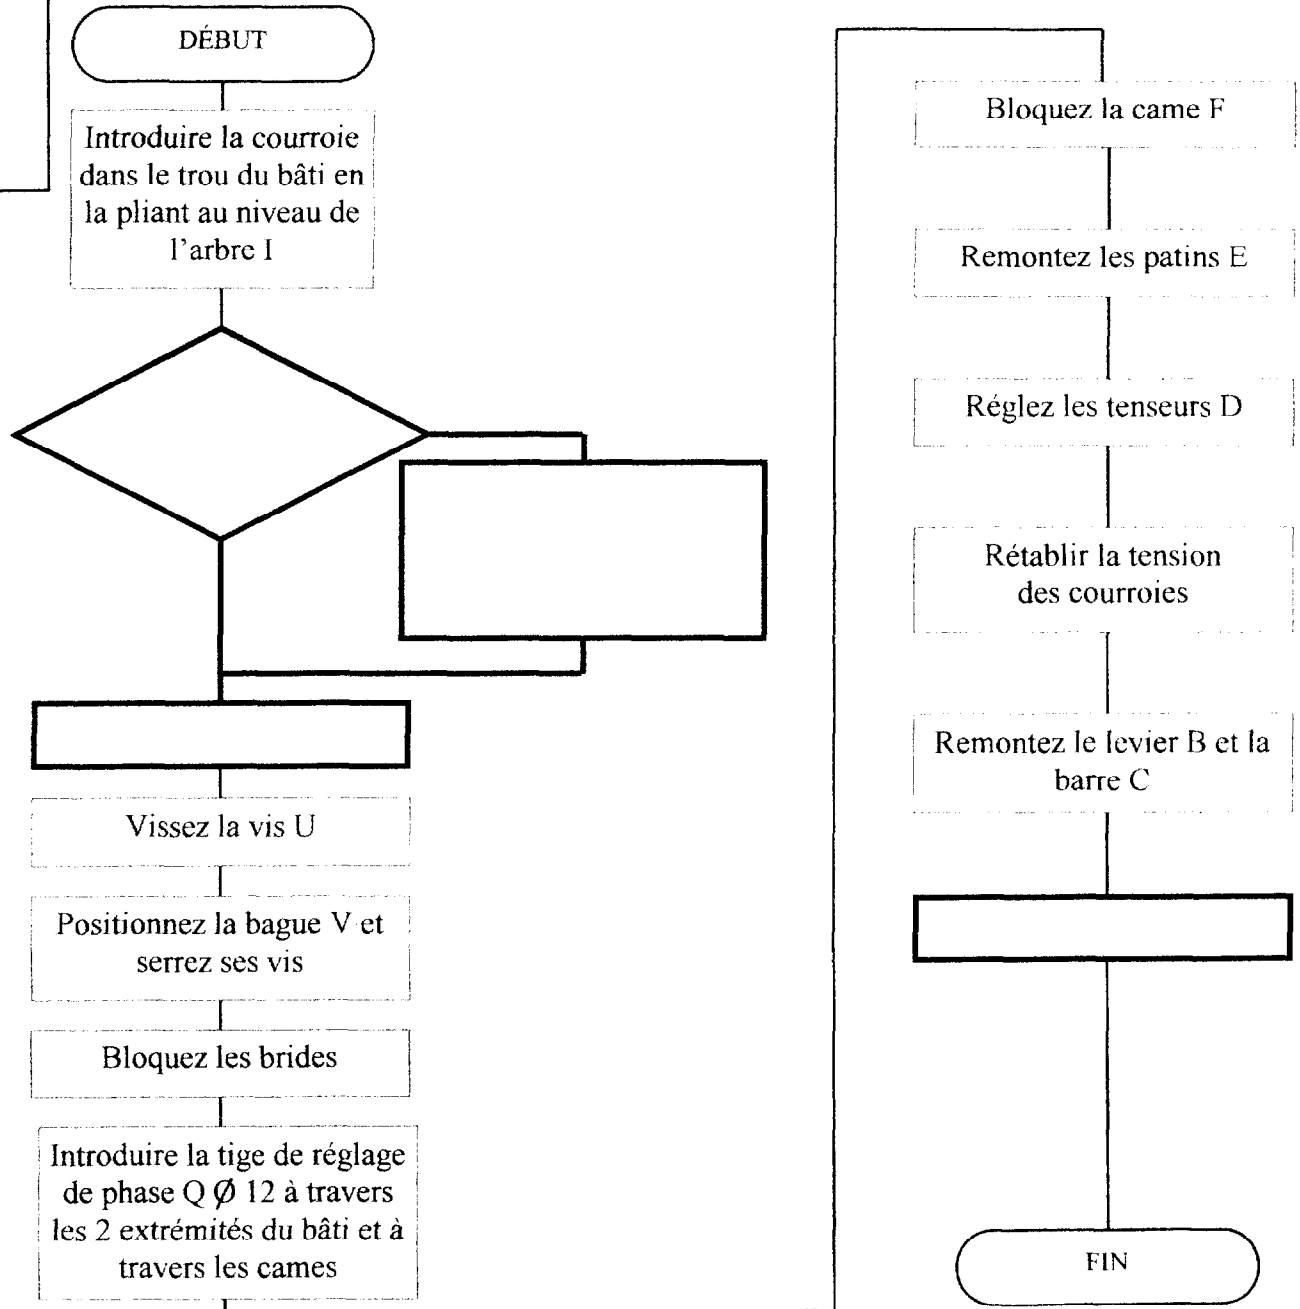 DÉBUT
Introduire la courroie
dans le trou du bâti en
la pliant au niveau de
l'arbre I
Vissez la vis U
Positionnez la bague V et
serrez ses vis
Bloquez les brides
Introduire la tige de réglage
de phase Q Ø 12 à travers
les 2 extrémités du bâti et à
travers les cames
Bloquez la came F
Remontez les patins E
Réglez les tenseurs D
Rétablir la tension
des courroies
Remontez le levier B et la
barre C
FIN